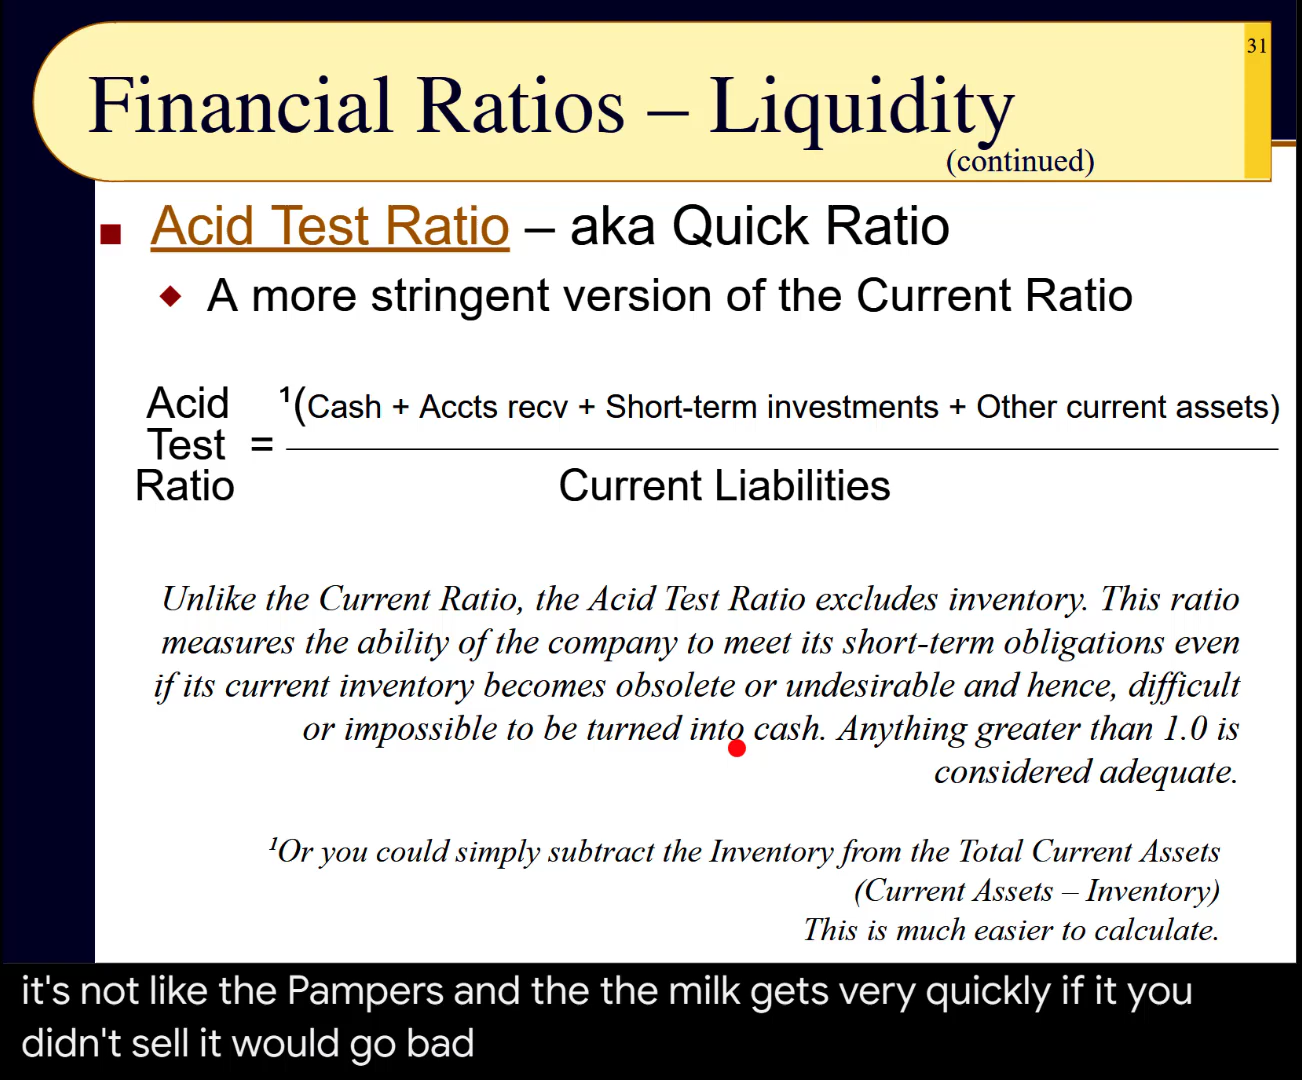 31
Financial Ratios – Liquidity
(continued)
Acid Test Ratio – aka Quick Ratio
A more stringent version of the Current Ratio
Acid
Test
Ratio
=
¹(Cash + Accts recv + Short-term investments + Other current assets)
Current Liabilities
Unlike the Current Ratio, the Acid Test Ratio excludes inventory. This ratio
measures the ability of the company to meet its short-term obligations even
if its current inventory becomes obsolete or undesirable and hence, difficult
or impossible to be turned into cash. Anything greater than 1.0 is
considered adequate.
¹Or you could simply subtract the Inventory from the Total Current Assets
(Current Assets – Inventory)
This is much easier to calculate.
it's not like the Pampers and the the milk gets very quickly if it you
didn't sell it would go bad